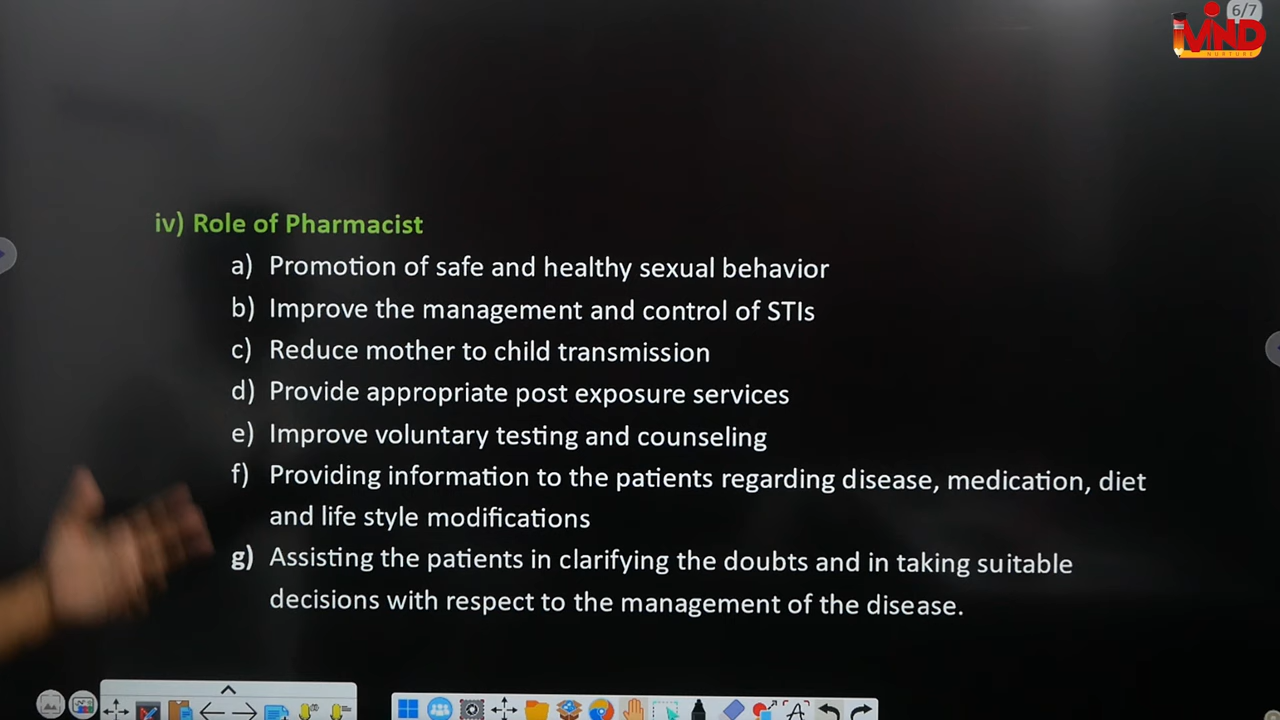 6/7
MIND
NURTURE
iv) Role of Pharmacist
a) Promotion of safe and healthy sexual behavior
b) Improve the management and control of STIs
c) Reduce mother to child transmission
d) Provide appropriate post exposure services
e) Improve voluntary testing and counseling
f) Providing information to the patients regarding disease, medication, diet
and life style modifications
g) Assisting the patients in clarifying the doubts and in taking suitable
decisions with respect to the management of the disease.